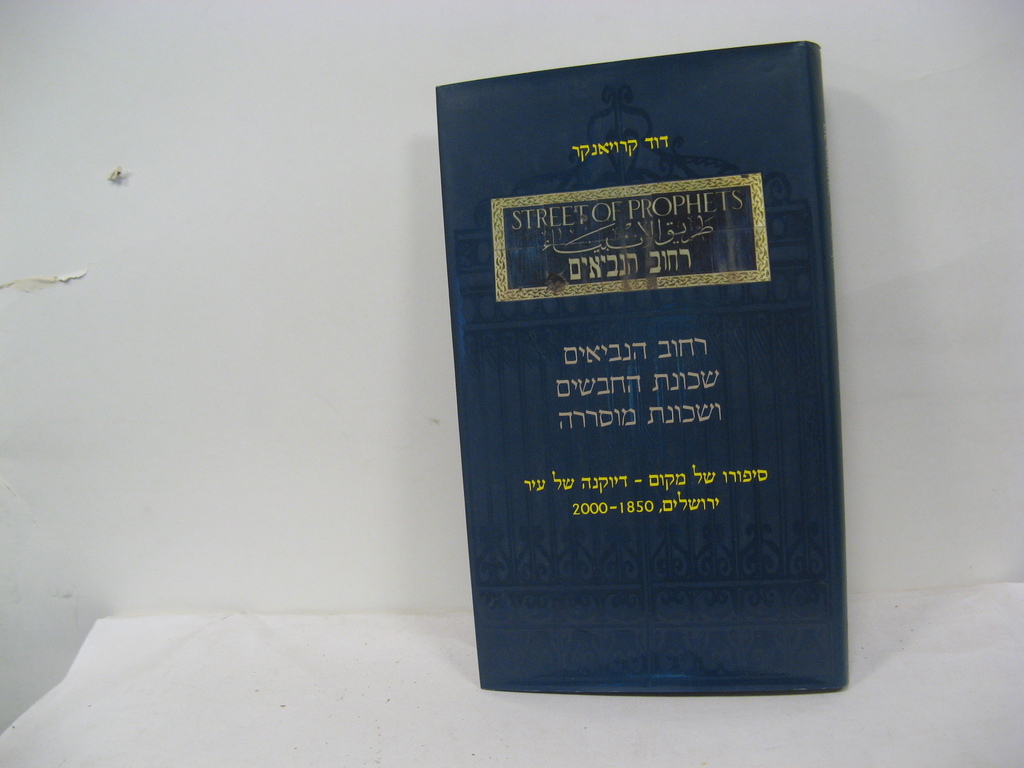 דוד קרויאנקר
STREET OF PROPHETS
طريق الانبياء
רחוב הנביאים
רחוב הנביאים
שכונת החבשים
ושכונת מוסררה
סיפורו של מקום - דיוקנה של עיר
ירושלים, 2000-1850